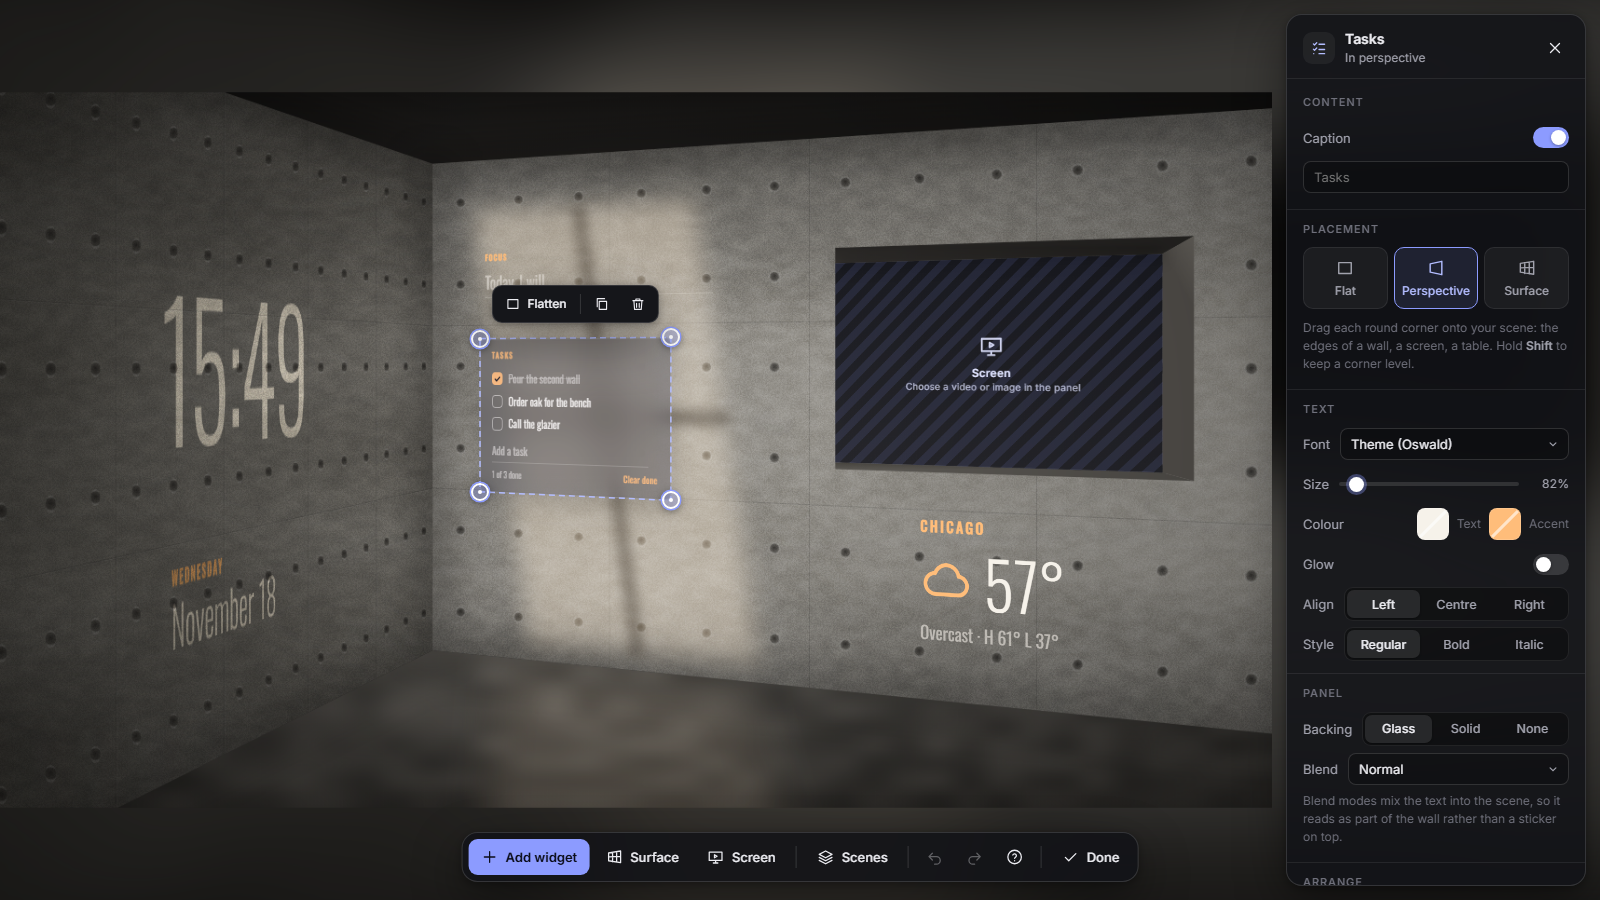 15:49
WEDNESDAY
November 18
FOCUS
Today, I will
Flatten
TASKS
Pour the second wall
Order oak for the bench
Call the glazier
Add a task
1 of 3 done
Clear done
Screen
Choose a video or image in the panel
CHICAGO
57°
Overcast · H 61° L 37°
Add widget
Surface
Screen
Scenes
Done
Tasks
In perspective
CONTENT
Caption
Tasks
PLACEMENT
Flat
Perspective
Surface
Drag each round corner onto your scene: the
edges of a wall, a screen, a table. Hold Shift to
keep a corner level.
TEXT
Font
Theme (Oswald)
Size
82%
Colour
Text
Accent
Glow
Align
Left
Centre
Right
Style
Regular
Bold
Italic
PANEL
Backing
Glass
Solid
None
Blend
Normal
Blend modes mix the text into the scene, so it
reads as part of the wall rather than a sticker
on top.
ARRANGE